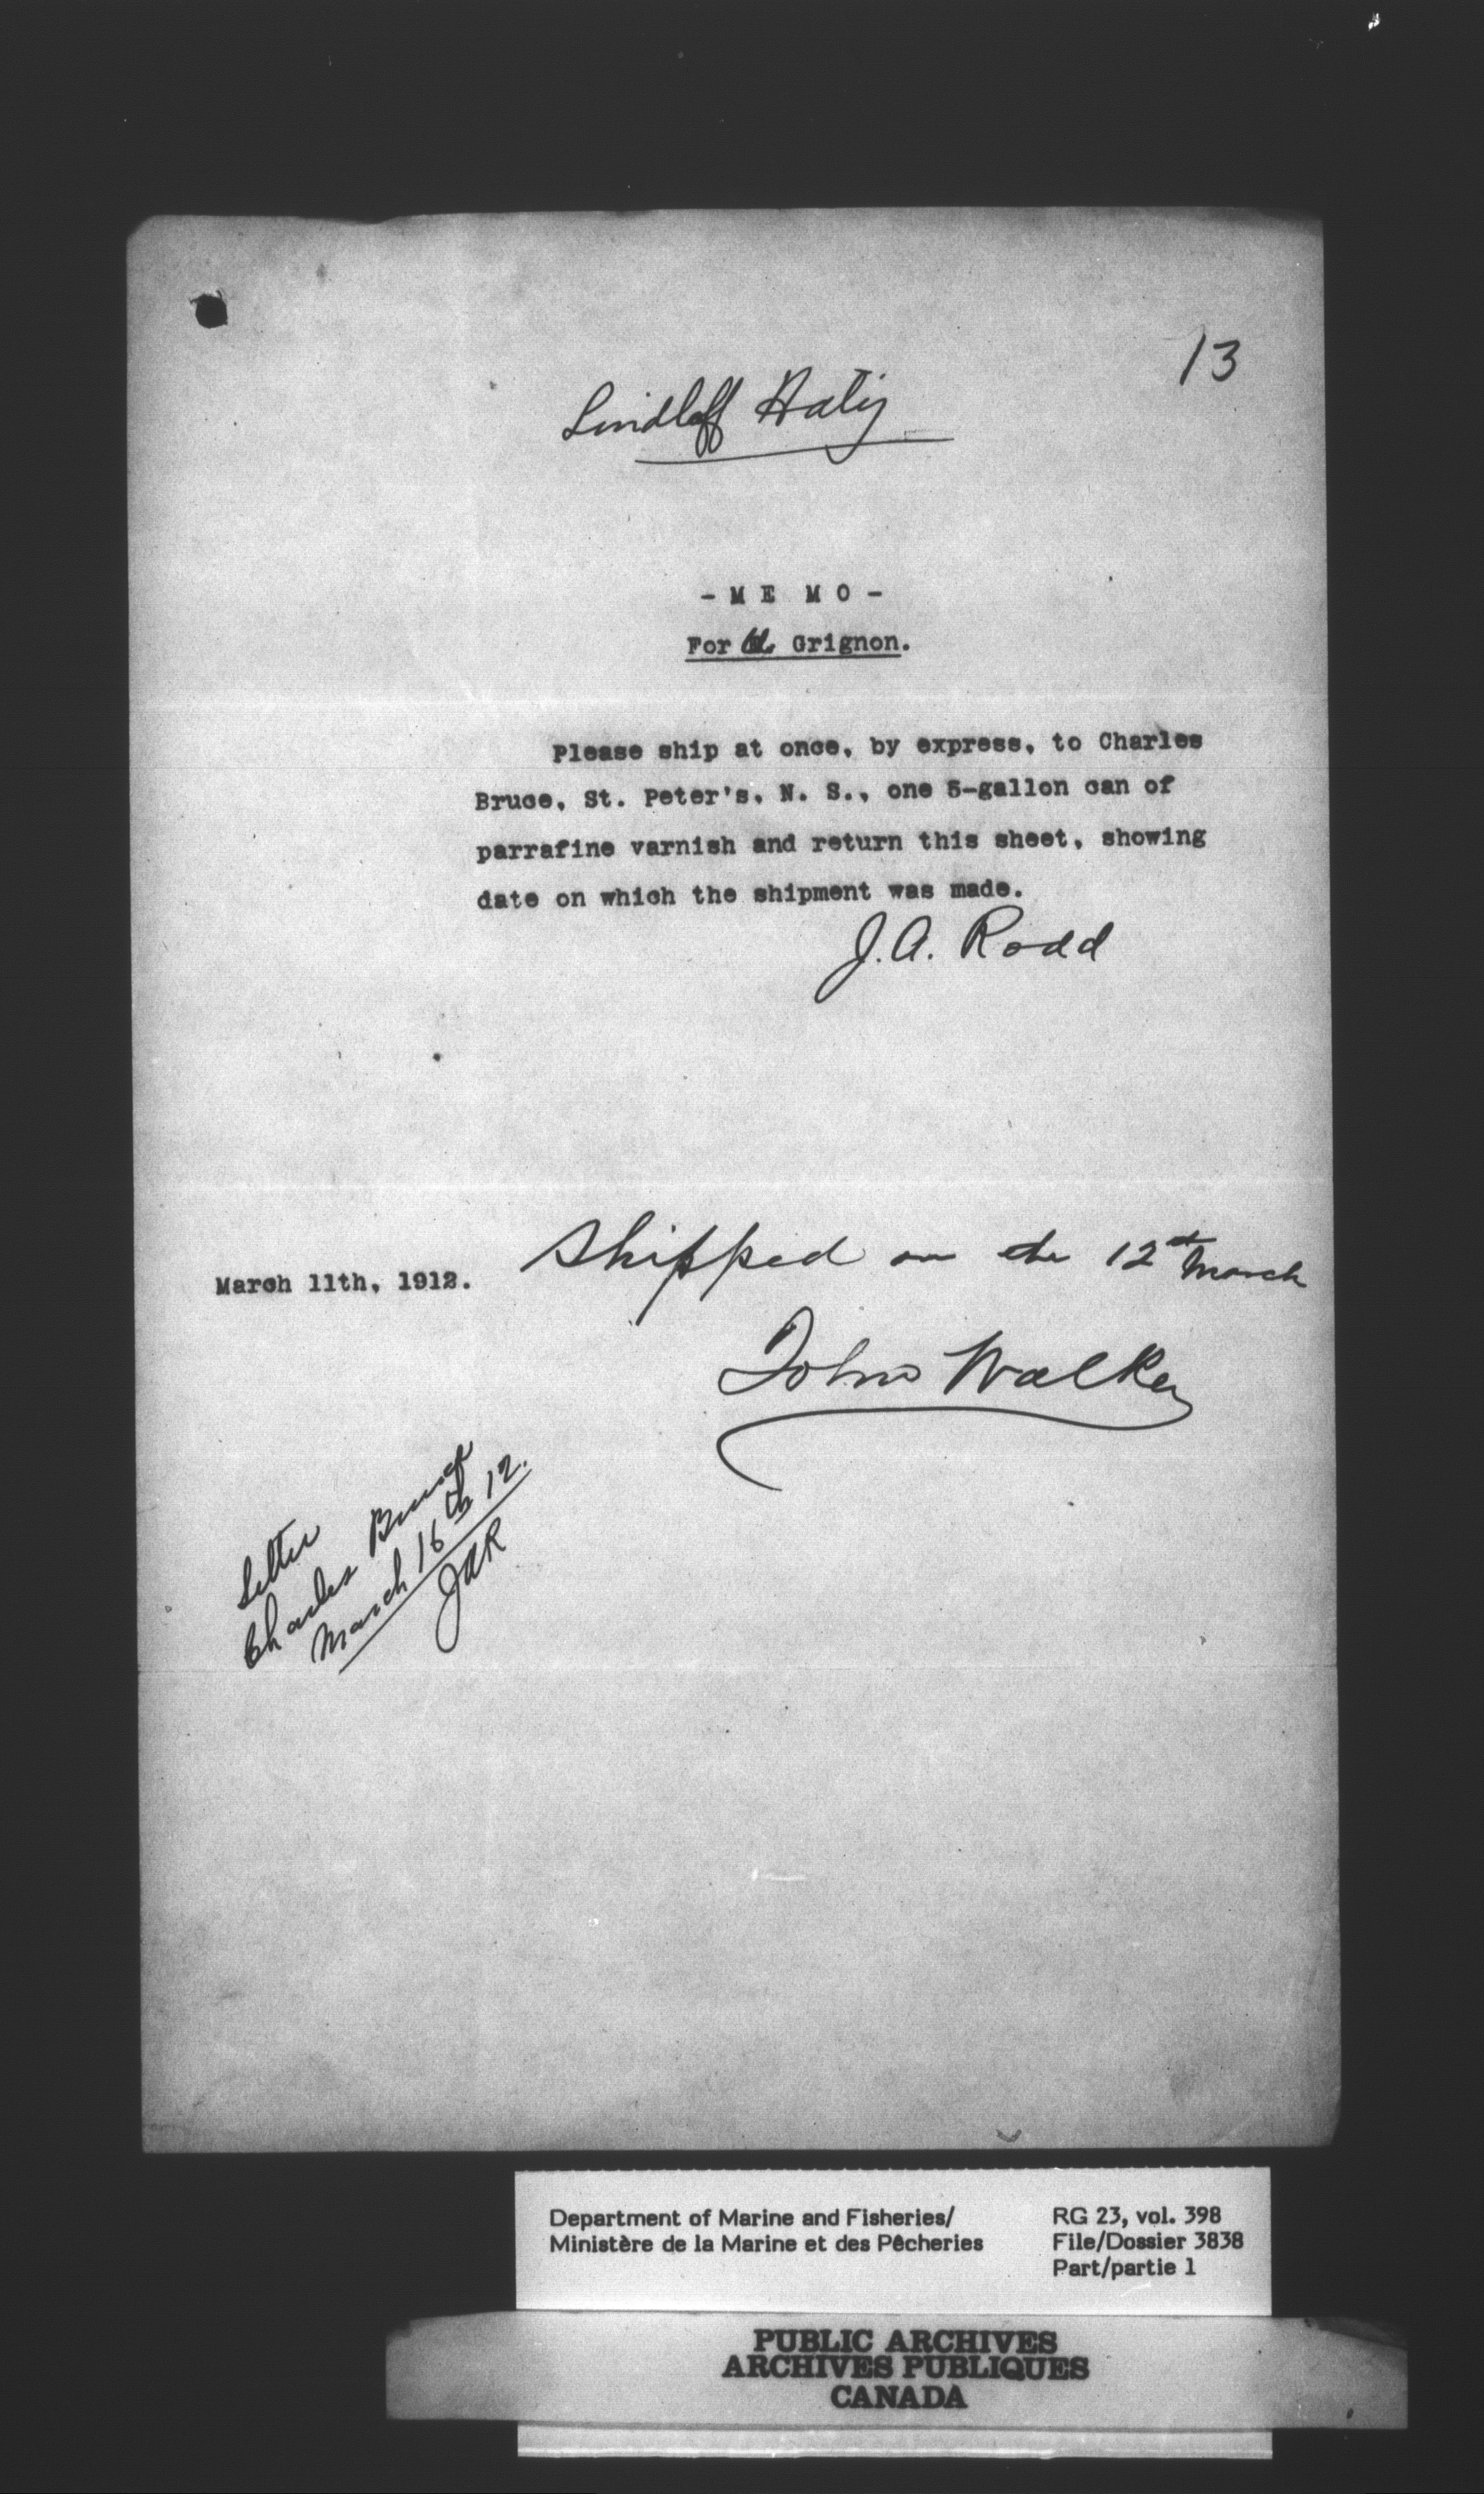 13
Lindloff Haty
- M E M O -
For Grignon.
Please ship at once, by express, to Charles
Bruce, St. Peter's, N. S., one 5-gallon can of
parrafine varnish and return this sheet, showing
date on which the shipment was made.
J.A. Rodd
Shipped on the 12th March
March 11th, 1912.
John Walker
Letter
Charles Bruce
March 16th 12.
JAR
Department of Marine and Fisheries/
Ministère de la Marine et des Pêcheries
RG 23, vol. 398
File/Dossier 3838
Part/partie 1
PUBLIC ARCHIVES
ARCHIVES PUBLIQUES
CANADA